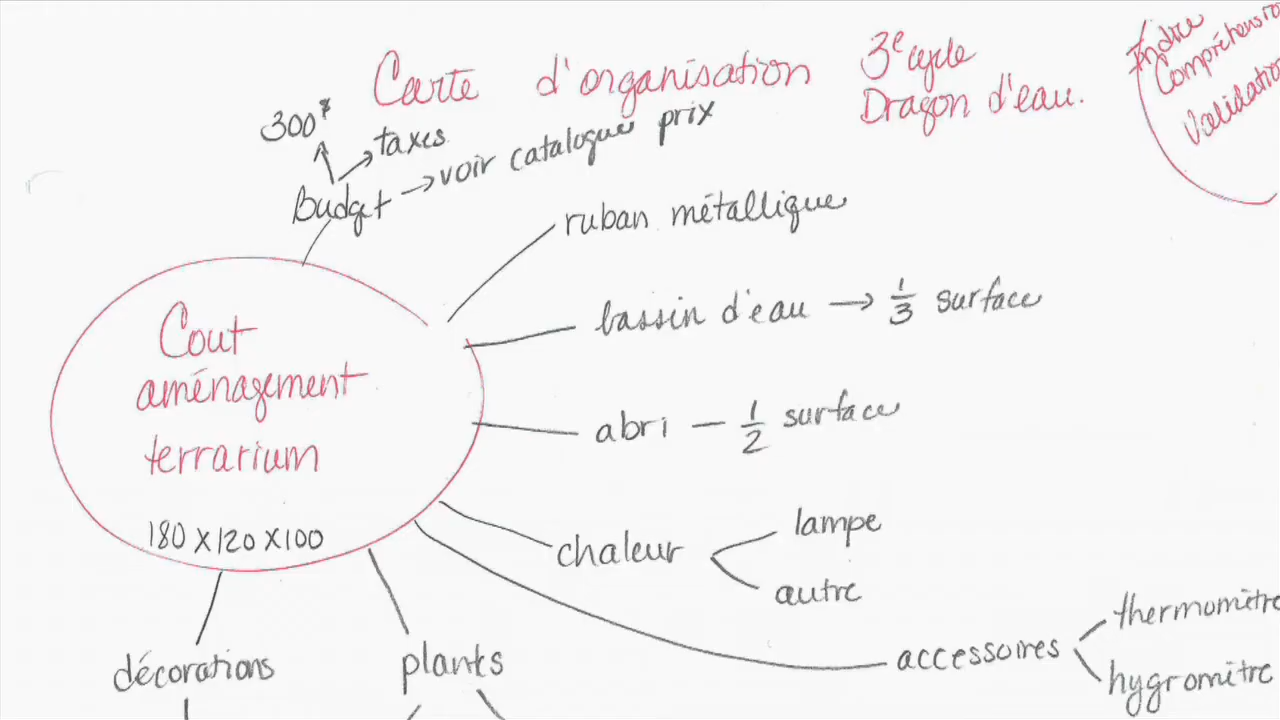 Carte d'organisation
3e cycle
Dragon d'eau.
Compréhension
Validation
300$
taxes
Budget → voir catalogue prix
ruban métallique
bassin d'eau → 1/3 surface
abri — 1/2 surface
Cout
aménagement
terrarium
180 x 120 x 100
chaleur
lampe
autre
accessoires
thermomètre
hygromètre
décorations
plants